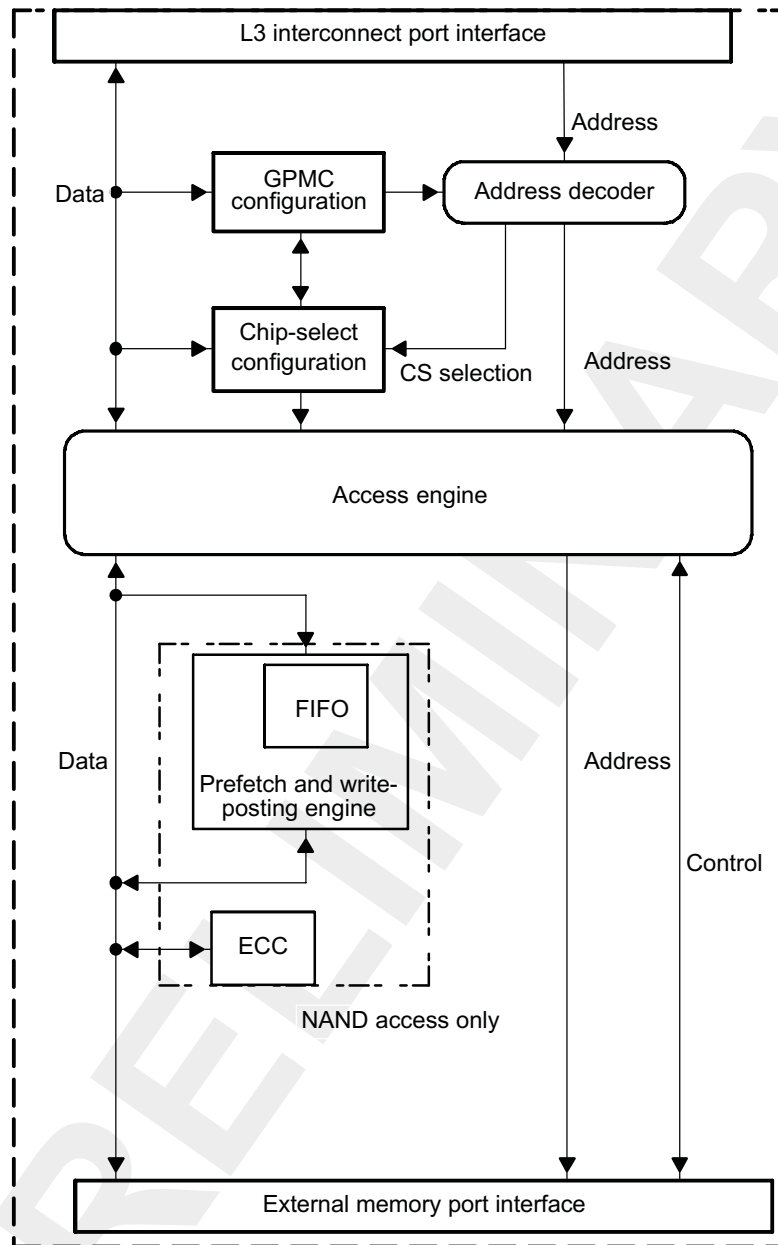 L3 interconnect port interface
Address
GPMC
configuration
Address decoder
Data
Chip-select
configuration
CS selection
Address
Access engine
FIFO
Prefetch and write-
posting engine
Data
Address
Control
ECC
NAND access only
External memory port interface